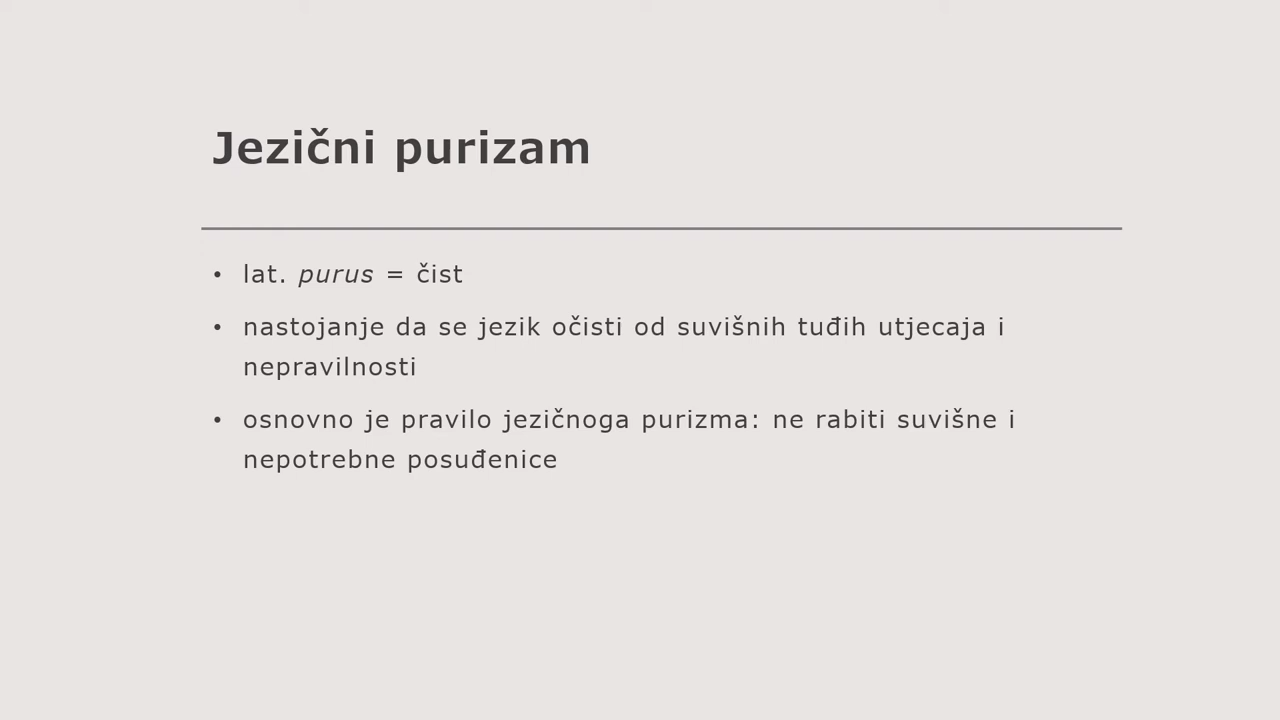 Jezični purizam
• lat. purus = čist
• nastojanje da se jezik očisti od suvišnih tuđih utjecaja i
nepravilnosti
• osnovno je pravilo jezičnoga purizma: ne rabiti suvišne i
nepotrebne posuđenice